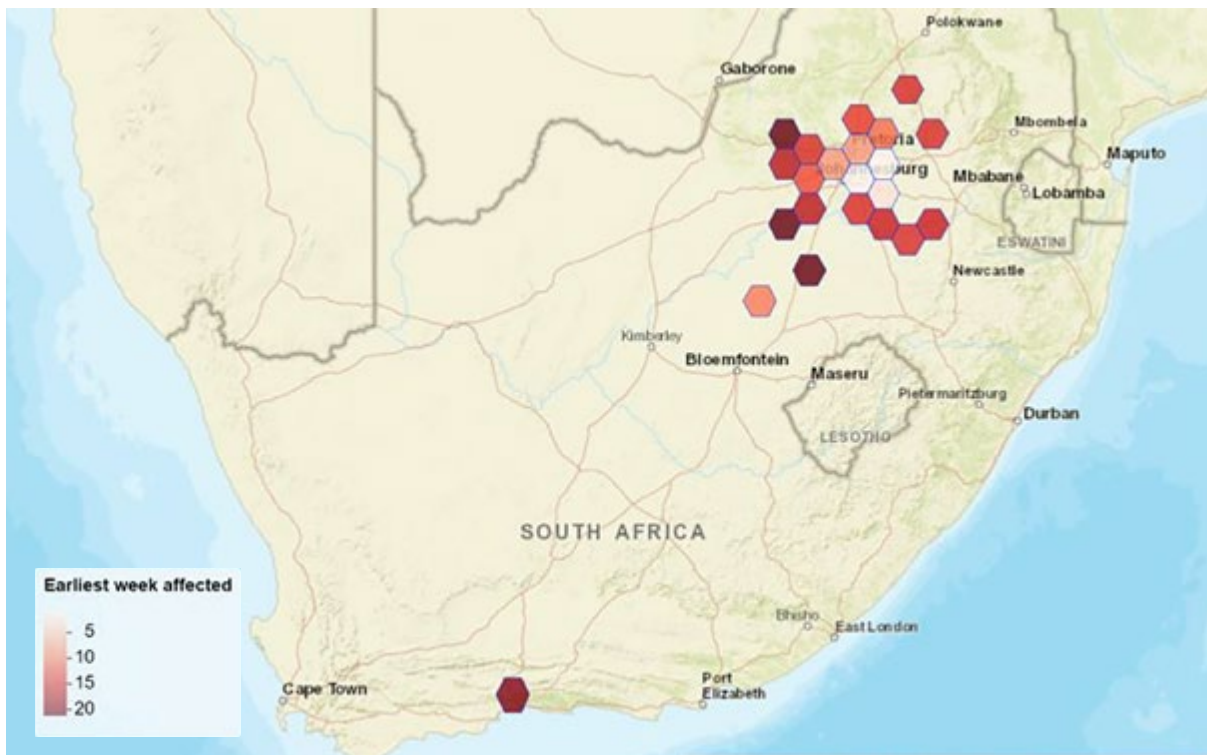 Polokwane
Gaborone
Mbombela
Pretoria
Maputo
Johannesburg
Mbabane
Lobamba
ESWATINI
Newcastle
Kimberley
Bloemfontein
Maseru
Pietermaritzburg
Durban
LESOTHO
SOUTH AFRICA
Earliest week affected
5
10
15
20
Bhisho
East London
Cape Town
Port
Elizabeth